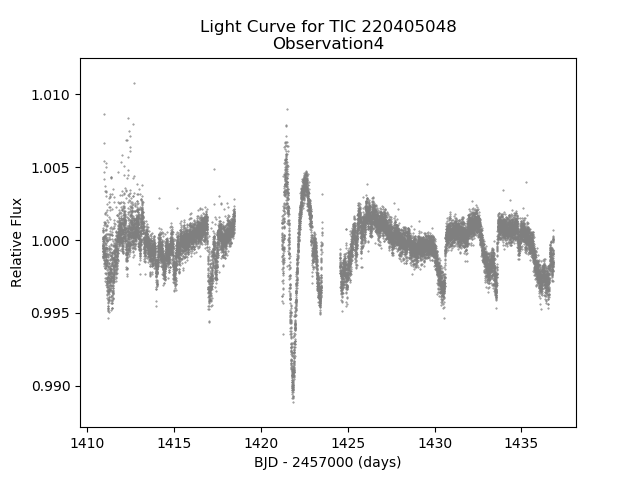 Light Curve for TIC 220405048
Observation4
1.010
1.005
1.000
0.995
0.990
Relative Flux
1410 1415 1420 1425 1430 1435
BJD - 2457000 (days)